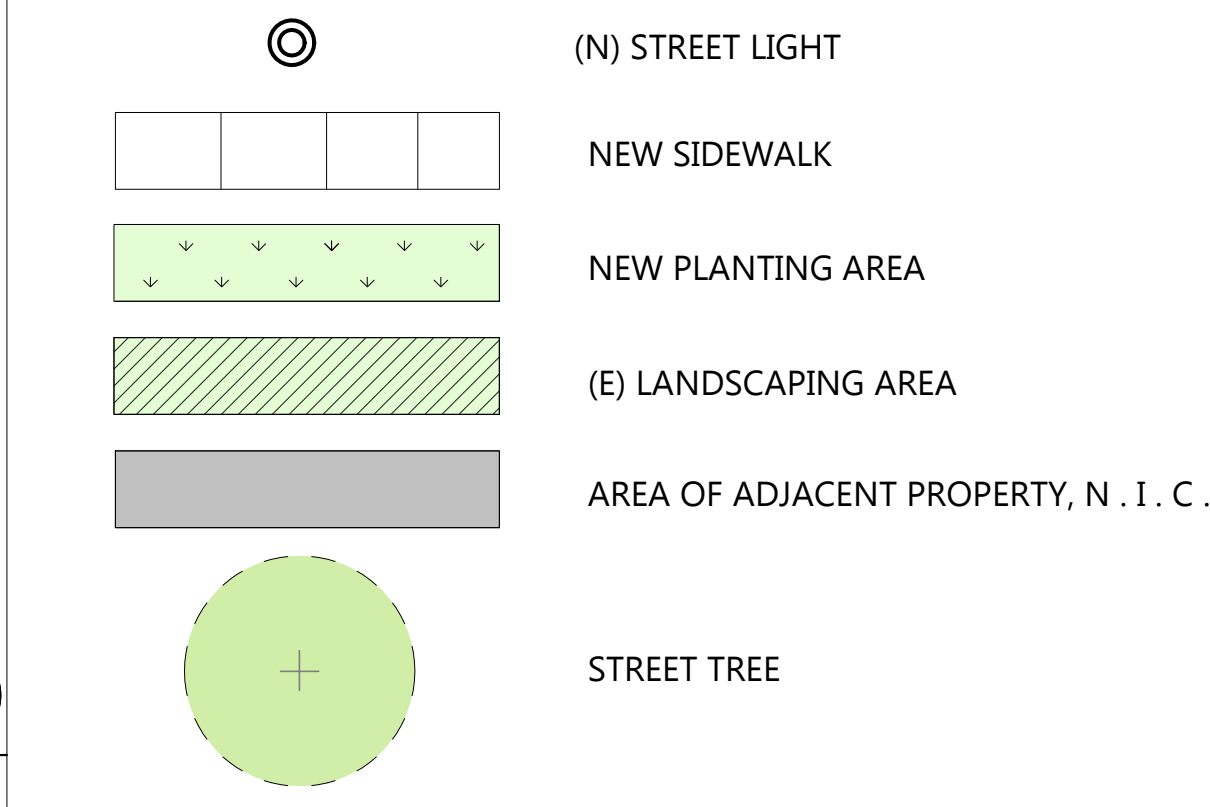 (N) STREET LIGHT
NEW SIDEWALK
NEW PLANTING AREA
(E) LANDSCAPING AREA
AREA OF ADJACENT PROPERTY, N . I . C .
STREET TREE